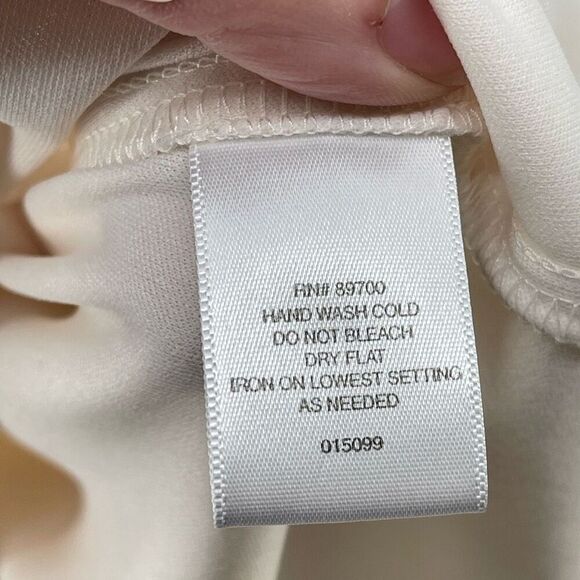 RN# 89700
HAND WASH COLD
DO NOT BLEACH
DRY FLAT
IRON ON LOWEST SETTING
AS NEEDED
015099